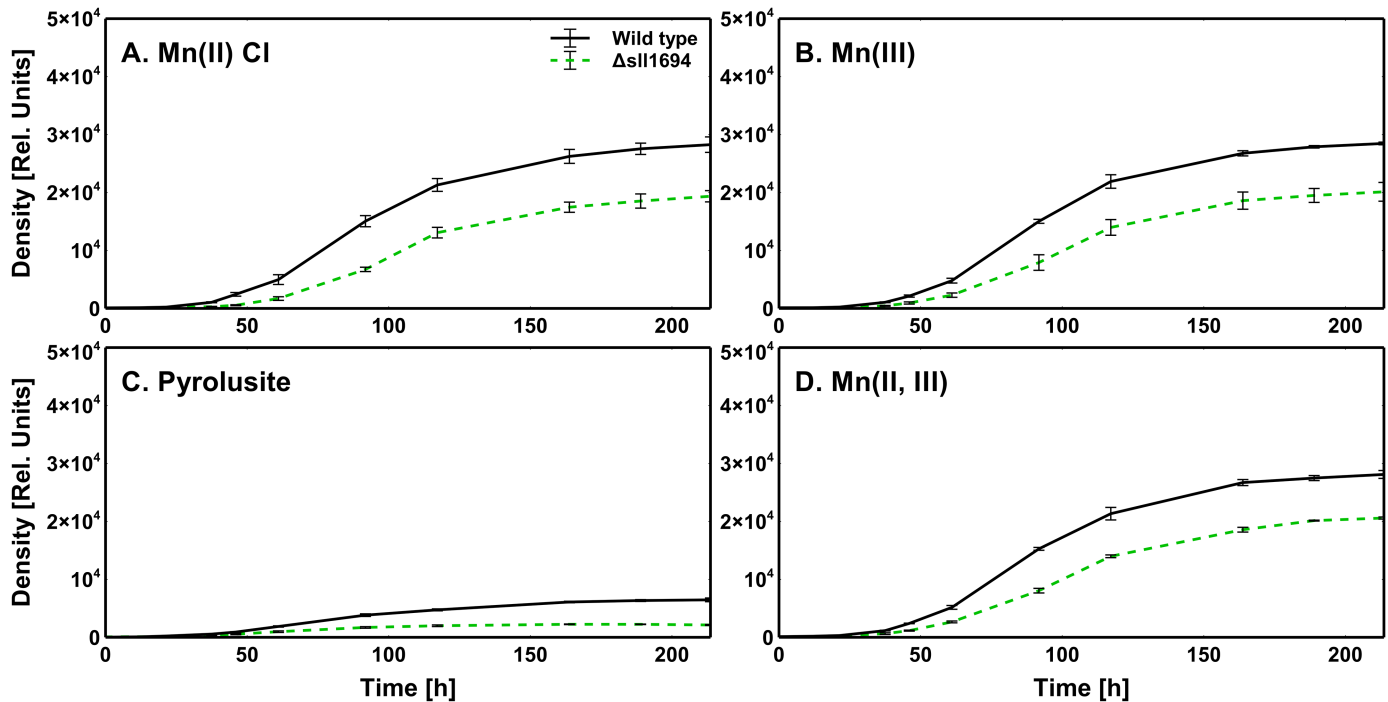 A. Mn(II) Cl
Wild type
Δsll1694
Density [Rel. Units]
5×10⁴
4×10⁴
3×10⁴
2×10⁴
10⁴
0
0 50 100 150 200
B. Mn(III)
5×10⁴
4×10⁴
3×10⁴
2×10⁴
10⁴
0
0 50 100 150 200
C. Pyrolusite
Density [Rel. Units]
5×10⁴
4×10⁴
3×10⁴
2×10⁴
10⁴
0
0 50 100 150 200
Time [h]
D. Mn(II, III)
5×10⁴
4×10⁴
3×10⁴
2×10⁴
10⁴
0
0 50 100 150 200
Time [h]